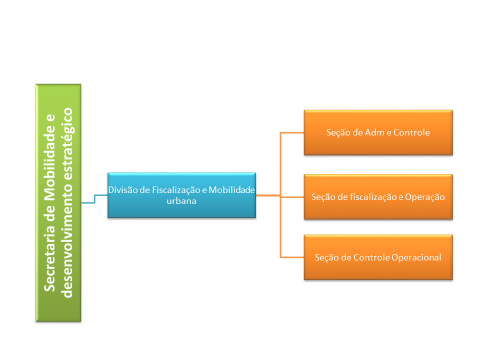 Secretaria de Mobilidade e
desenvolvimento estratégico
Divisão de Fiscalização e Mobilidade
urbana
Seção de Adm e Controle
Seção de fiscalização e Operação
Seção de Controle Operacional